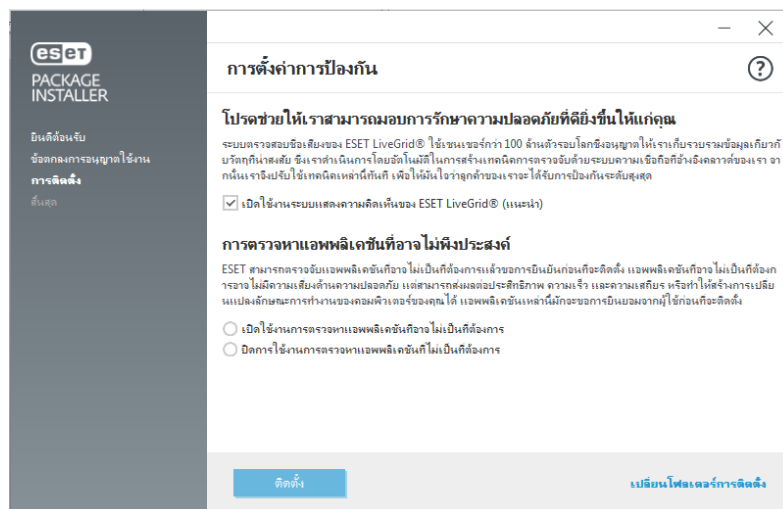 eset
PACKAGE
INSTALLER
ยินดีต้อนรับ
ข้อตกลงการอนุญาตใช้งาน
การติดตั้ง
สิ้นสุด
การตั้งค่าการป้องกัน
?
โปรดช่วยให้เราสามารถมอบการรักษาความปลอดภัยที่ดียิ่งขึ้นให้แก่คุณ
ระบบตรวจสอบชื่อเสียงของ ESET LiveGrid® ใช้เซนเซอร์กว่า 100 ล้านตัวรอบโลกซึ่งอนุญาตให้เราเก็บรวบรวมข้อมูลเกี่ยวกั
บวัตถุที่น่าสงสัย ซึ่งเราดำเนินการโดยอัตโนมัติในการสร้างเทคนิคการตรวจจับด้วยระบบความเชื่อถือที่อ้างอิงคลาวด์ของเรา จา
กนั้นเราจึงปรับใช้เทคนิคเหล่านี้ทันที เพื่อให้มั่นใจว่าลูกค้าของเราจะได้รับการป้องกันระดับสูงสุด
เปิดใช้งานระบบแสดงความคิดเห็นของ ESET LiveGrid® (แนะนำ)
การตรวจหาแอพพลิเคชันที่อาจไม่พึงประสงค์
ESET สามารถตรวจจับแอพพลิเคชันที่อาจไม่เป็นที่ต้องการแล้วขอการยืนยันก่อนที่จะติดตั้ง แอพพลิเคชันที่อาจไม่เป็นที่ต้องก
ารอาจไม่มีความเสี่ยงด้านความปลอดภัย แต่สามารถส่งผลต่อประสิทธิภาพ ความเร็ว และความเสถียร หรือทำให้สร้างการเปลี่ย
นแปลงลักษณะการทำงานของคอมพิวเตอร์ของคุณได้ แอพพลิเคชันเหล่านี้มักจะขอการยินยอมจากผู้ใช้ก่อนที่จะติดตั้ง
เปิดใช้งานการตรวจหาแอพพลิเคชันที่อาจไม่เป็นที่ต้องการ
ปิดการใช้งานการตรวจหาแอพพลิเคชันที่ไม่เป็นที่ต้องการ
ติดตั้ง
เปลี่ยนโฟลเดอร์การติดตั้ง